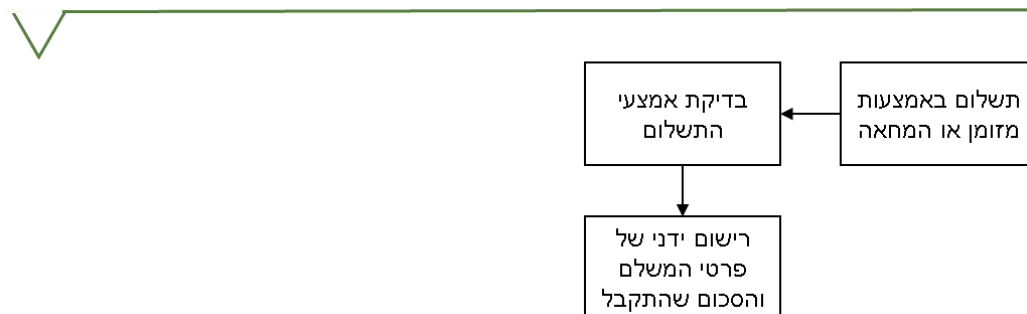 תשלום באמצעות
מזומן או המחאה
בדיקת אמצעי
התשלום
רישום ידני של
פרטי המשלם
והסכום שהתקבל